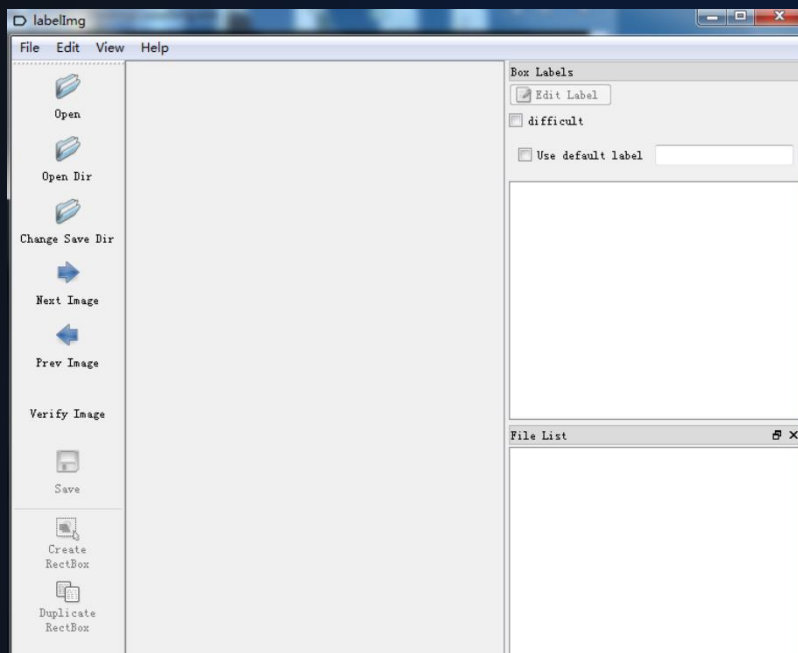 labelImg
File Edit View Help
Open
Open Dir
Change Save Dir
Next Image
Prev Image
Verify Image
Save
Create
RectBox
Duplicate
RectBox
Box Labels
Edit Label
difficult
Use default label
File List